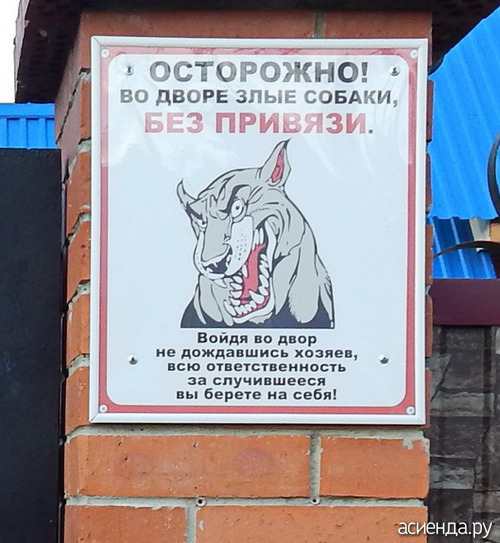 ОСТОРОЖНО!
ВО ДВОРЕ ЗЛЫЕ СОБАКИ,
БЕЗ ПРИВЯЗИ.
Войдя во двор
не дождавшись хозяев,
всю ответственность
за случившееся
вы берете на себя!
асиенда.ру